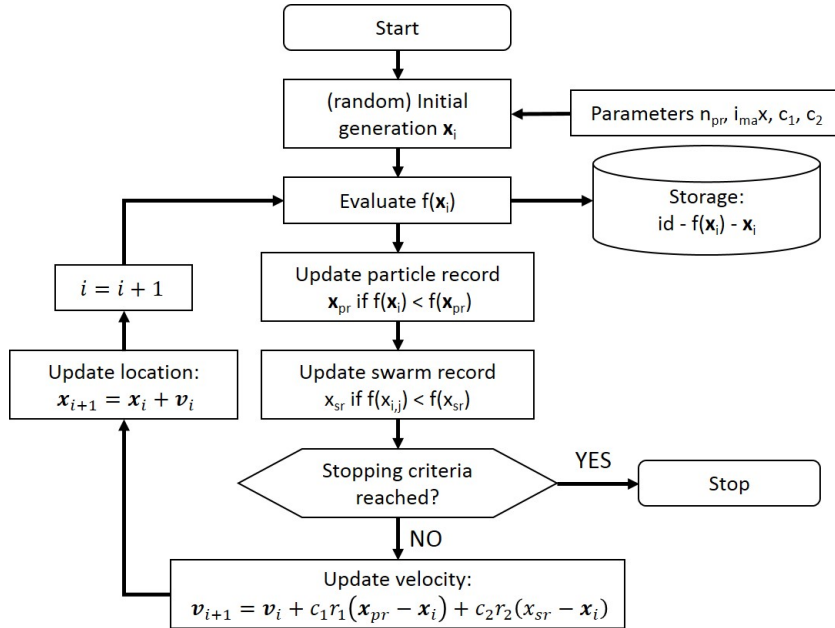 Start
(random) Initial
generation xᵢ
Parameters nₚᵣ, iₘₐx, c₁, c₂
Evaluate f(xᵢ)
Storage:
id - f(xᵢ) - xᵢ
Update particle record
xₚᵣ if f(xᵢ) < f(xₚᵣ)
i = i + 1
Update swarm record
xₛᵣ if f(xᵢ,ⱼ) < f(xₛᵣ)
Update location:
xᵢ₊₁ = xᵢ + vᵢ
Stopping criteria
reached?
YES
Stop
NO
Update velocity:
vᵢ₊₁ = vᵢ + c₁r₁(xₚᵣ − xᵢ) + c₂r₂(xₛᵣ − xᵢ)